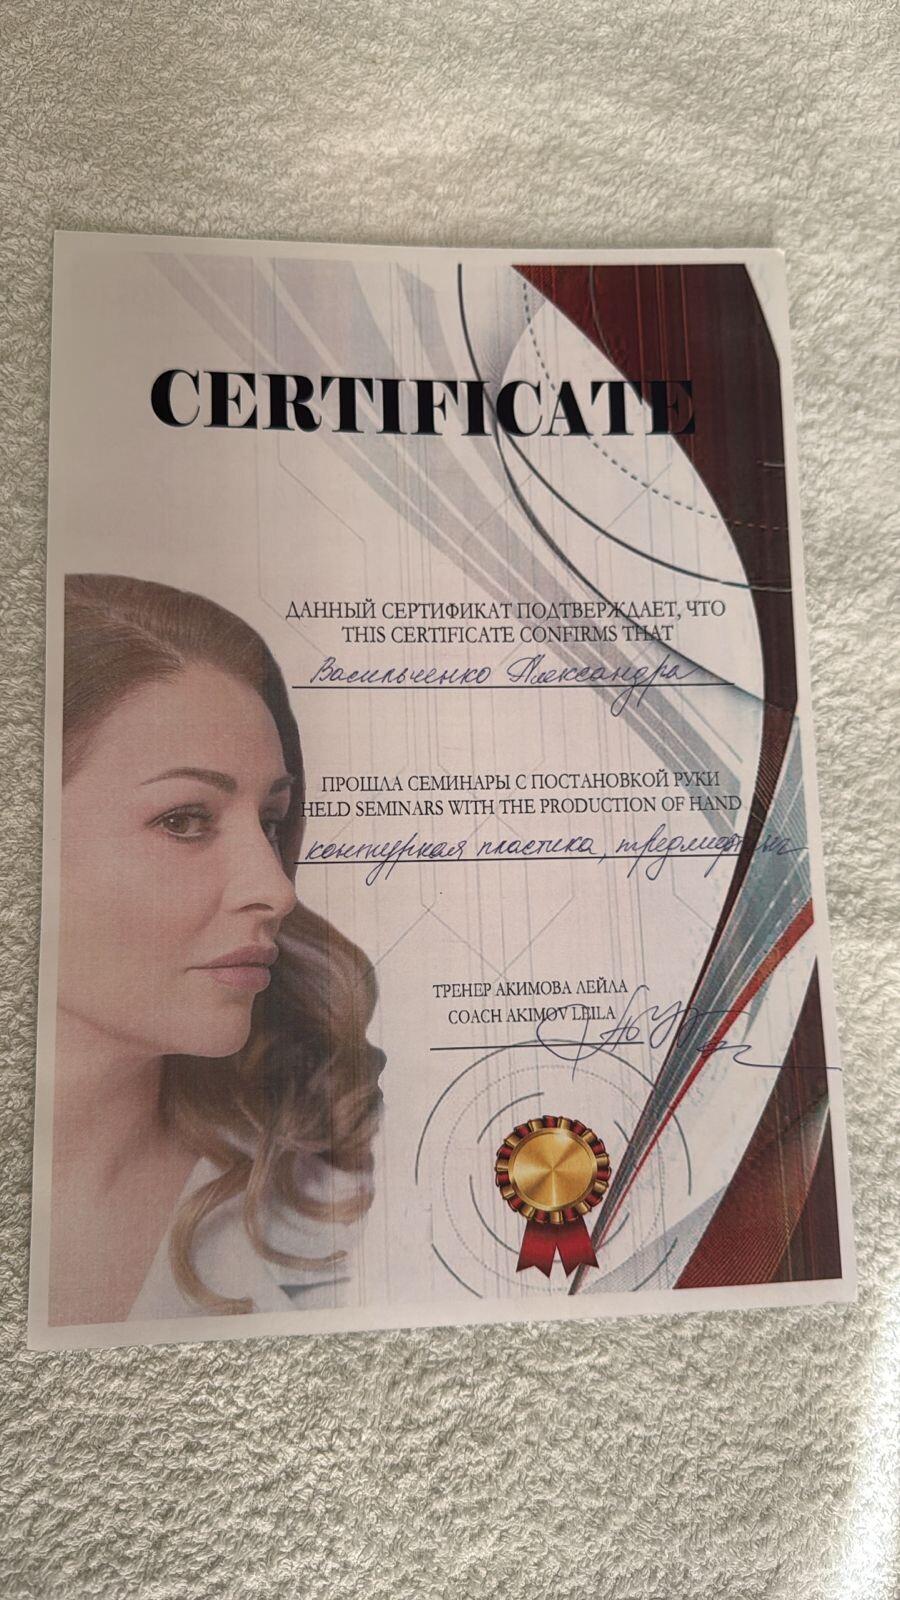 CERTIFICATE
ДАННЫЙ СЕРТИФИКАТ ПОДТВЕРЖДАЕТ, ЧТО
THIS CERTIFICATE CONFIRMS THAT
Васильченко Александра
ПРОШЛА СЕМИНАРЫ С ПОСТАНОВКОЙ РУКИ
HELD SEMINARS WITH THE PRODUCTION OF HAND
контурная пластика, тредлифтинг
ТРЕНЕР АКИМОВА ЛЕЙЛА
COACH AKIMOV LEILA